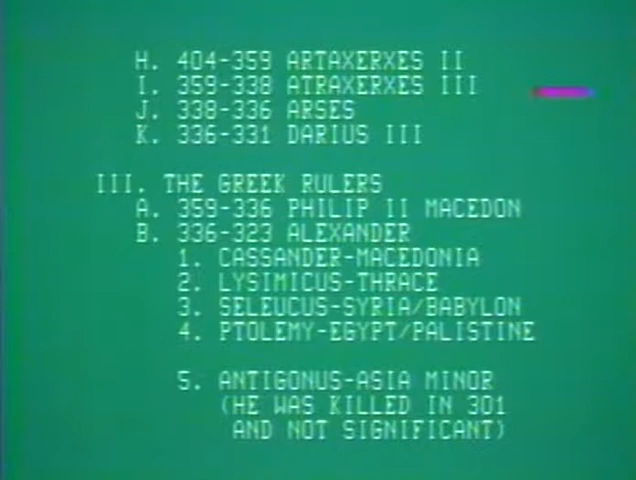 H. 404-359 ARTAXERXES II
I. 359-338 ATRAXERXES III
J. 338-336 ARSES
K. 336-331 DARIUS III
III. THE GREEK RULERS
A. 359-336 PHILIP II MACEDON
B. 336-323 ALEXANDER
1. CASSANDER-MACEDONIA
2. LYSIMICUS-THRACE
3. SELEUCUS-SYRIA/BABYLON
4. PTOLEMY-EGYPT/PALISTINE
5. ANTIGONUS-ASIA MINOR
(HE WAS KILLED IN 301
AND NOT SIGNIFICANT)